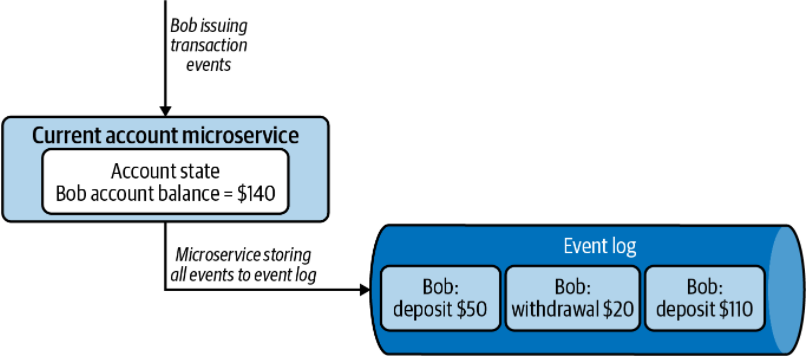 Bob issuing
transaction
events
Current account microservice
Account state
Bob account balance = $140
Microservice storing
all events to event log
Event log
Bob:
deposit $50
Bob:
withdrawal $20
Bob:
deposit $110